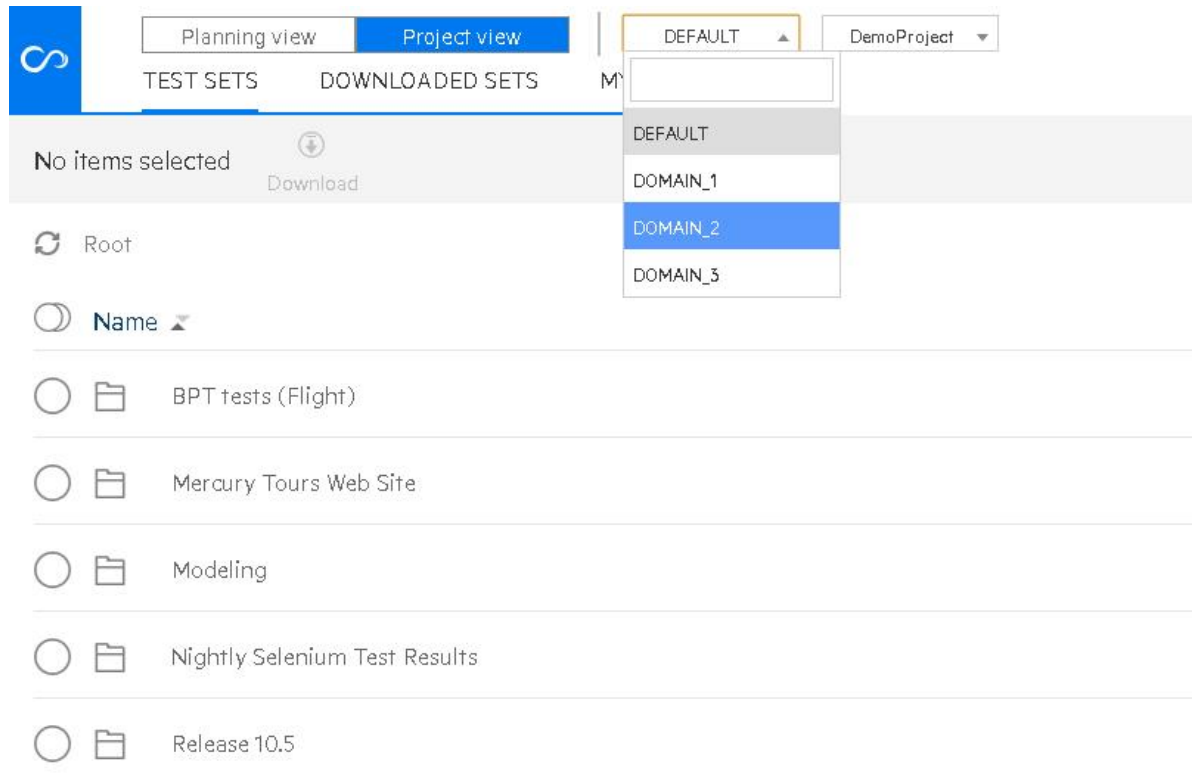 Planning view Project view DEFAULT DemoProject
TEST SETS DOWNLOADED SETS MY
No items selected
Download
DEFAULT
DOMAIN_1
DOMAIN_2
DOMAIN_3
Root
Name
BPT tests (Flight)
Mercury Tours Web Site
Modeling
Nightly Selenium Test Results
Release 10.5